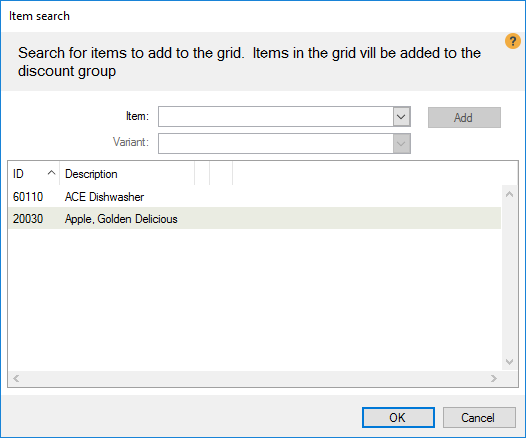 Item search
Search for items to add to the grid.  Items in the grid vill be added to the
discount group
?
Item:
Add
Variant:
ID Description
60110 ACE Dishwasher
20030 Apple, Golden Delicious
OK Cancel